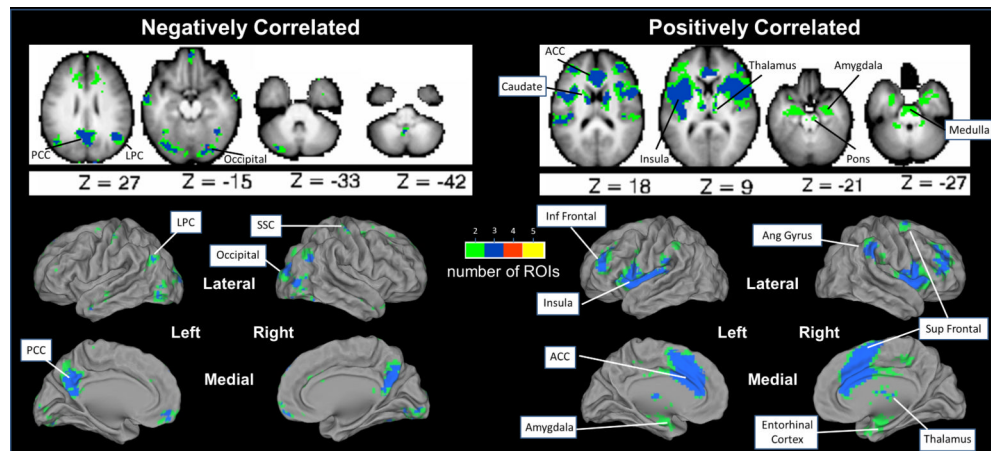 Negatively Correlated
Positively Correlated
PCC
LPC
Occipital
Z = 27
Z = -15
Z = -33
Z = -42
ACC
Caudate
Thalamus
Amygdala
Insula
Pons
Medulla
Z = 18
Z = 9
Z = -21
Z = -27
LPC
SSC
Occipital
Lateral
Left
Right
PCC
Medial
2 3 4 5
number of ROIs
Inf Frontal
Ang Gyrus
Insula
Lateral
Left
Right
Sup Frontal
ACC
Medial
Amygdala
Entorhinal
Cortex
Thalamus